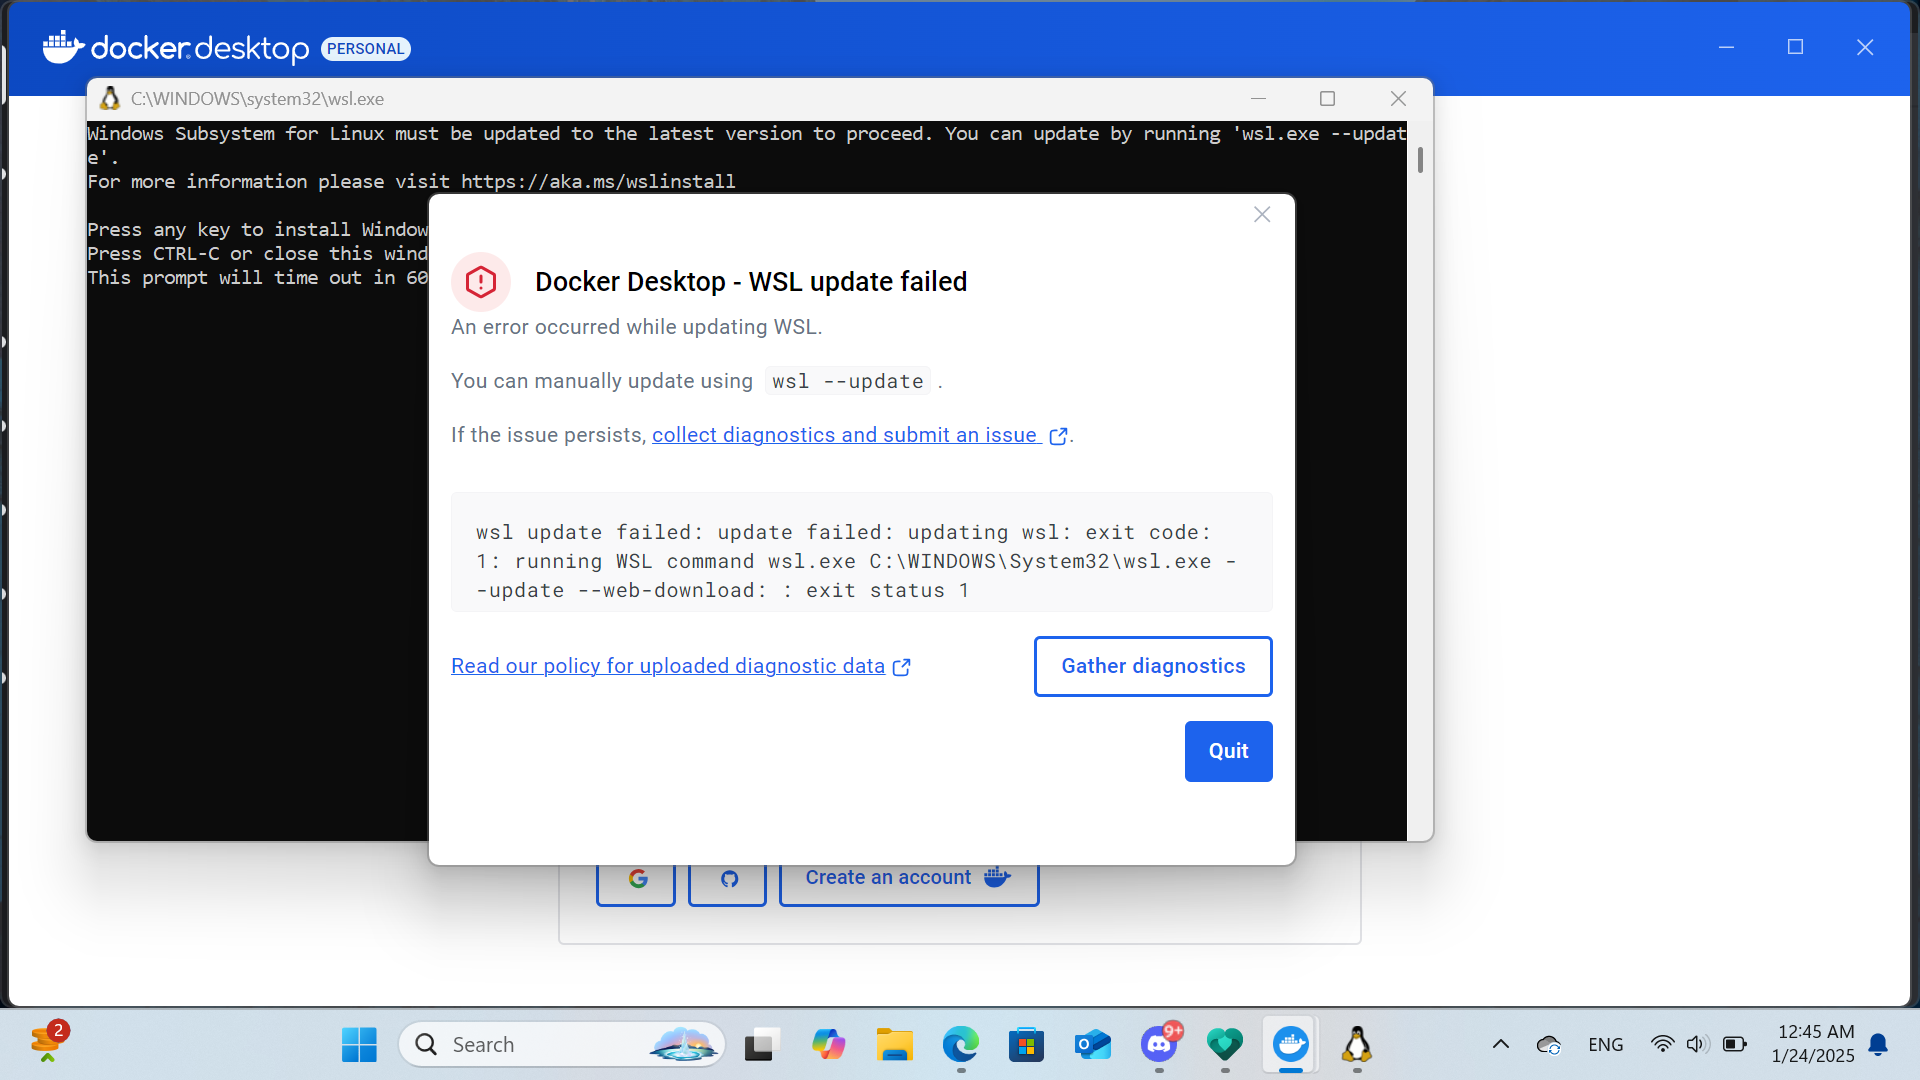 docker desktop PERSONAL
C:\WINDOWS\system32\wsl.exe
Windows Subsystem for Linux must be updated to the latest version to proceed. You can update by running 'wsl.exe --updat
e'.
For more information please visit https://aka.ms/wslinstall
Press any key to install Window
Press CTRL-C or close this wind
This prompt will time out in 60
Docker Desktop - WSL update failed
An error occurred while updating WSL.
You can manually update using wsl --update .
If the issue persists, collect diagnostics and submit an issue .
wsl update failed: update failed: updating wsl: exit code:
1: running WSL command wsl.exe C:\WINDOWS\System32\wsl.exe -
-update --web-download: : exit status 1
Read our policy for uploaded diagnostic data
Gather diagnostics
Quit
Create an account
2
Search
9+
ENG
12:45 AM
1/24/2025